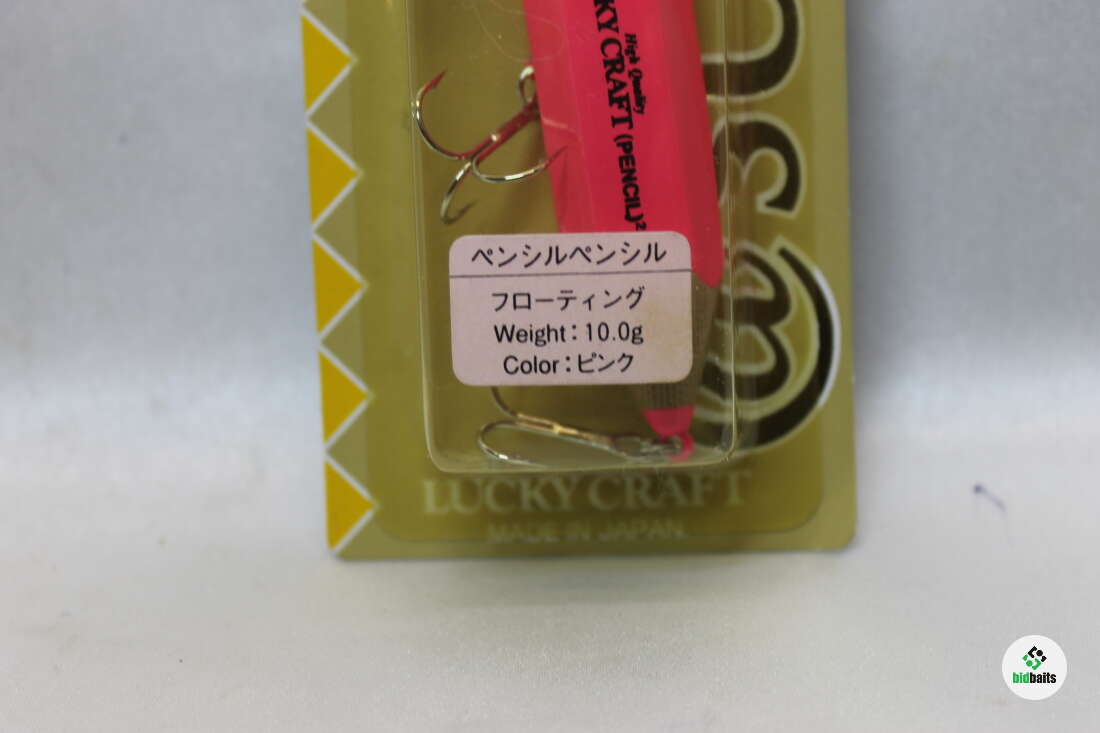 KY CRAFT (PENCIL)²
High Quality
ペンシルペンシル
フローティング
Weight：10.0g
Color：ピンク
LUCKY CRAFT
MADE IN JAPAN
bidbaits